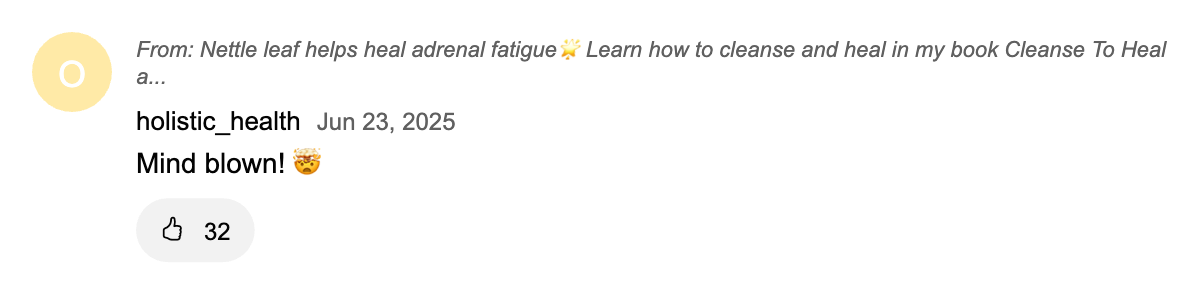 O
From: Nettle leaf helps heal adrenal fatigue🌟 Learn how to cleanse and heal in my book Cleanse To Heal
a...
holistic_health Jun 23, 2025
Mind blown! 🤯
32